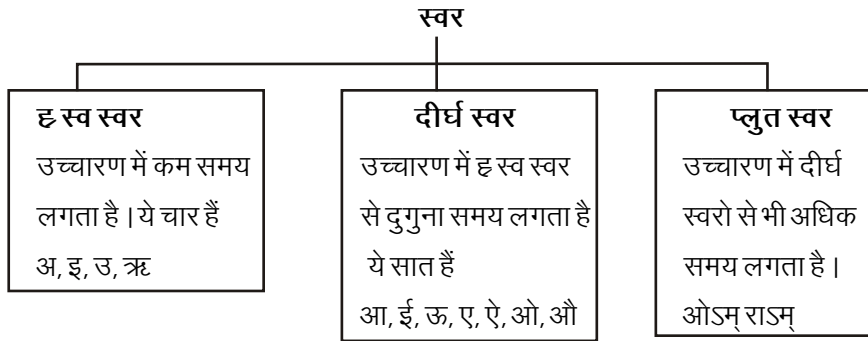 स्वर
ह्रस्व स्वर
उच्चारण में कम समय
लगता है । ये चार हैं
अ, इ, उ, ऋ
दीर्घ स्वर
उच्चारण में ह्रस्व स्वर
से दुगुना समय लगता है
ये सात हैं
आ, ई, ऊ, ए, ऐ, ओ, औ
प्लुत स्वर
उच्चारण में दीर्घ
स्वरो से भी अधिक
समय लगता है ।
ओऽम् राऽम्